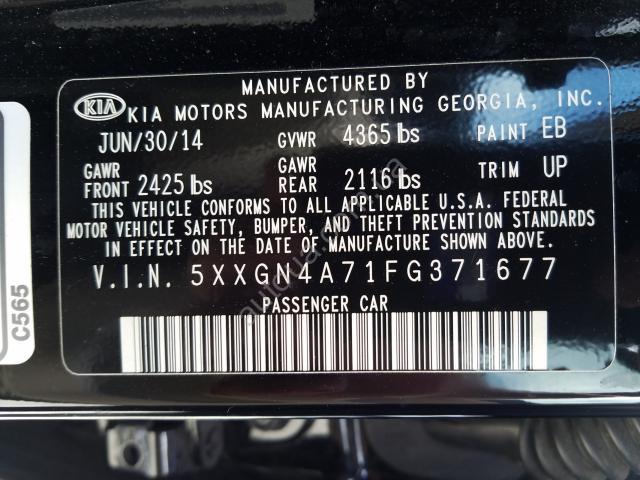 MANUFACTURED BY
KIA KIA MOTORS MANUFACTURING GEORGIA, INC.
JUN/30/14 GVWR 4365 lbs PAINT EB
GAWR FRONT 2425 lbs GAWR REAR 2116 lbs TRIM UP
THIS VEHICLE CONFORMS TO ALL APPLICABLE U.S.A. FEDERAL
MOTOR VEHICLE SAFETY, BUMPER, AND THEFT PREVENTION STANDARDS
IN EFFECT ON THE DATE OF MANUFACTURE SHOWN ABOVE.
V.I.N. 5XXGN4A71FG371677
PASSENGER CAR
C565